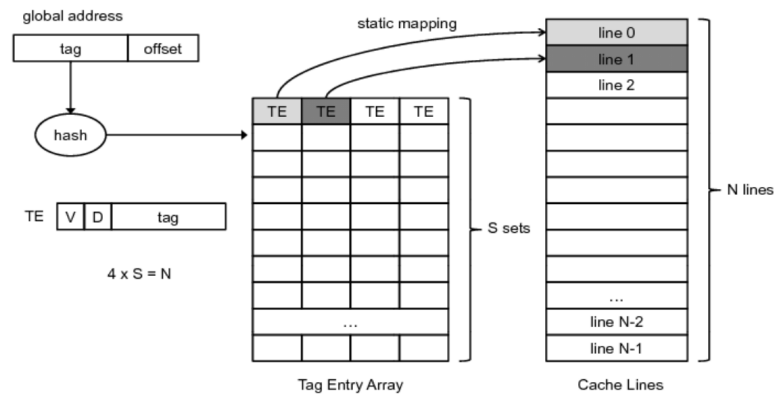 global address
tag offset
hash
TE V D tag
4 x S = N
static mapping
TE TE TE TE
...
S sets
Tag Entry Array
line 0
line 1
line 2
...
line N-2
line N-1
N lines
Cache Lines